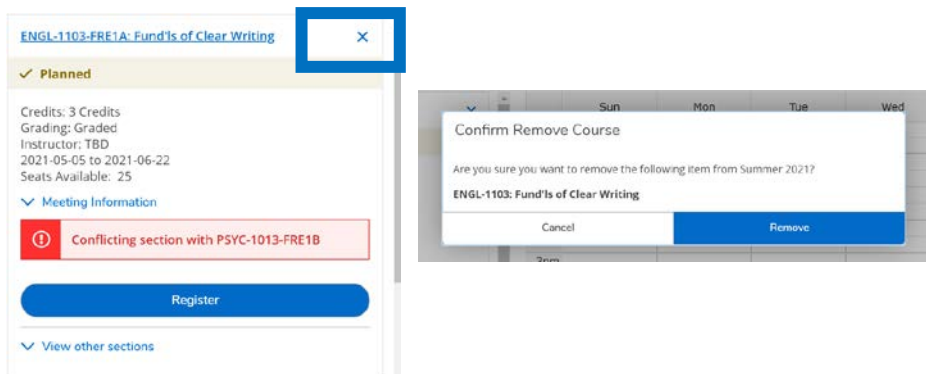 ENGL-1103-FRE1A: Fund'ls of Clear Writing
Planned
Credits: 3 Credits
Grading: Graded
Instructor: TBD
2021-05-05 to 2021-06-22
Seats Available: 25
Meeting Information
Conflicting section with PSYC-1013-FRE1B
Register
View other sections
Sun Mon Tue Wed
Confirm Remove Course
Are you sure you want to remove the following item from Summer 2021?
ENGL-1103: Fund'ls of Clear Writing
Cancel Remove
3pm